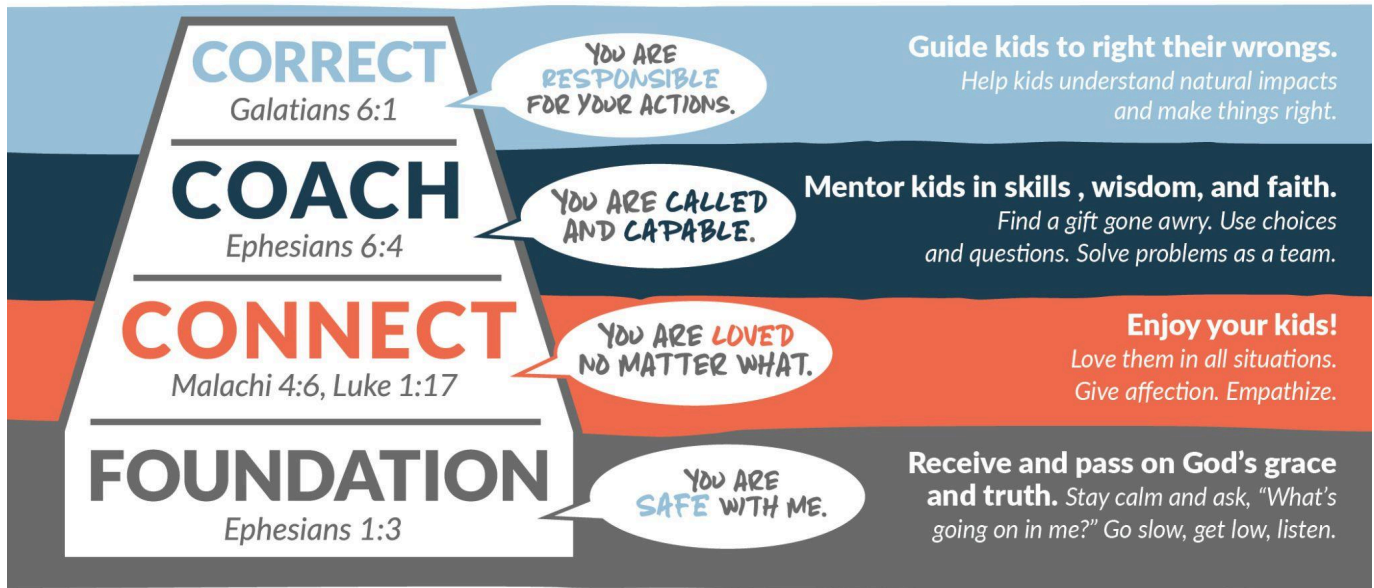 CORRECT
Galatians 6:1
YOU ARE
RESPONSIBLE
FOR YOUR ACTIONS.
Guide kids to right their wrongs.
Help kids understand natural impacts
and make things right.
COACH
Ephesians 6:4
YOU ARE CALLED
AND CAPABLE.
Mentor kids in skills , wisdom, and faith.
Find a gift gone awry. Use choices
and questions. Solve problems as a team.
CONNECT
Malachi 4:6, Luke 1:17
YOU ARE LOVED
NO MATTER WHAT.
Enjoy your kids!
Love them in all situations.
Give affection. Empathize.
FOUNDATION
Ephesians 1:3
YOU ARE
SAFE WITH ME.
Receive and pass on God’s grace
and truth. Stay calm and ask, “What’s
going on in me?” Go slow, get low, listen.